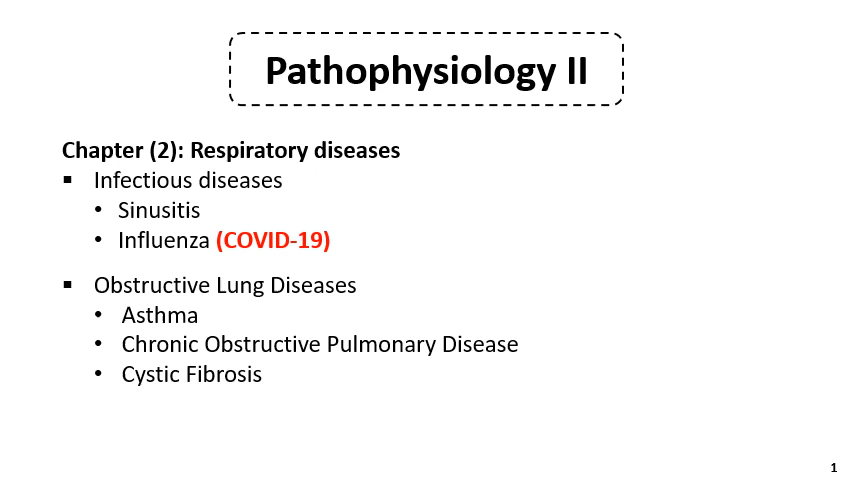 Pathophysiology II
Chapter (2): Respiratory diseases
▪ Infectious diseases
• Sinusitis
• Influenza (COVID-19)
▪ Obstructive Lung Diseases
• Asthma
• Chronic Obstructive Pulmonary Disease
• Cystic Fibrosis
1